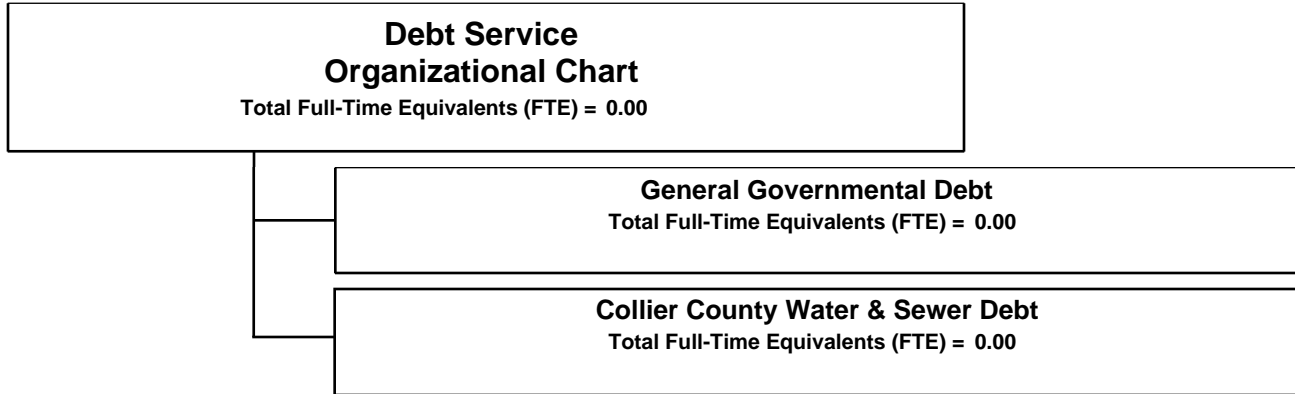 Debt Service
Organizational Chart
Total Full-Time Equivalents (FTE) = 0.00
General Governmental Debt
Total Full-Time Equivalents (FTE) = 0.00
Collier County Water & Sewer Debt
Total Full-Time Equivalents (FTE) = 0.00